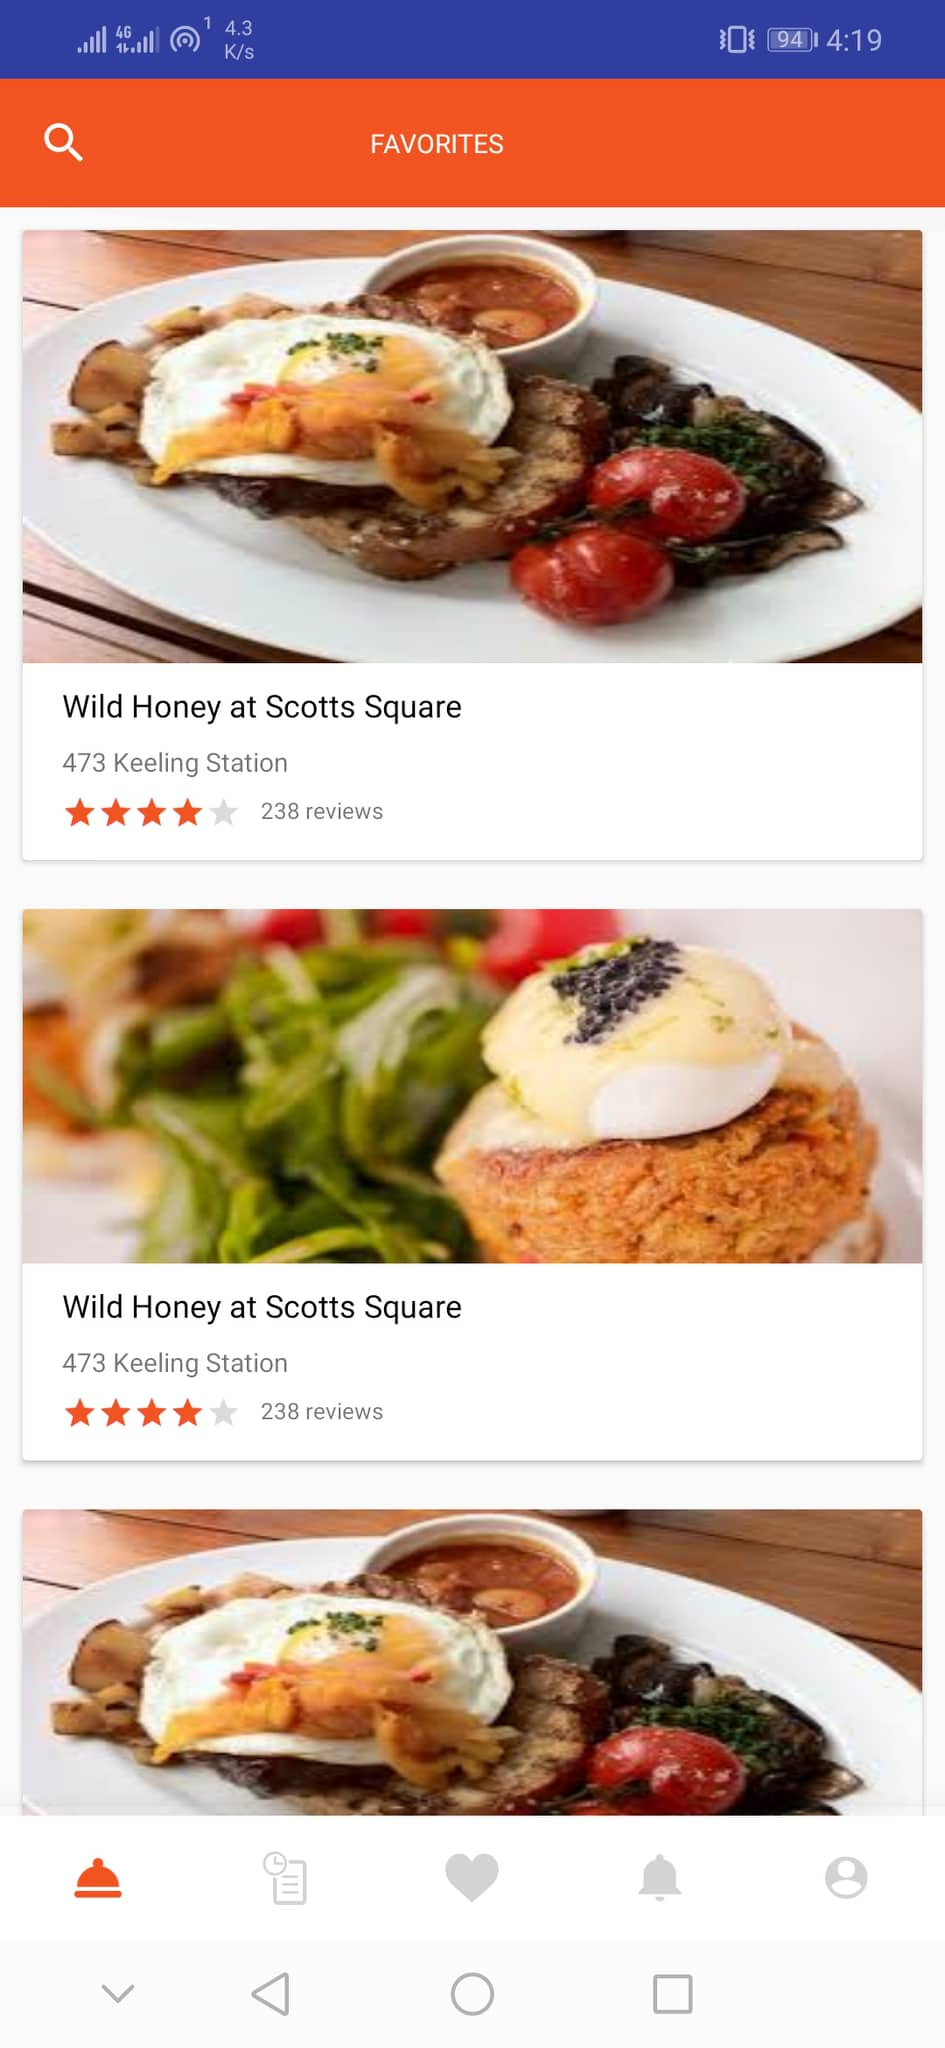 4G 1 4.3
K/s
94 4:19
FAVORITES
Wild Honey at Scotts Square
473 Keeling Station
238 reviews
Wild Honey at Scotts Square
473 Keeling Station
238 reviews